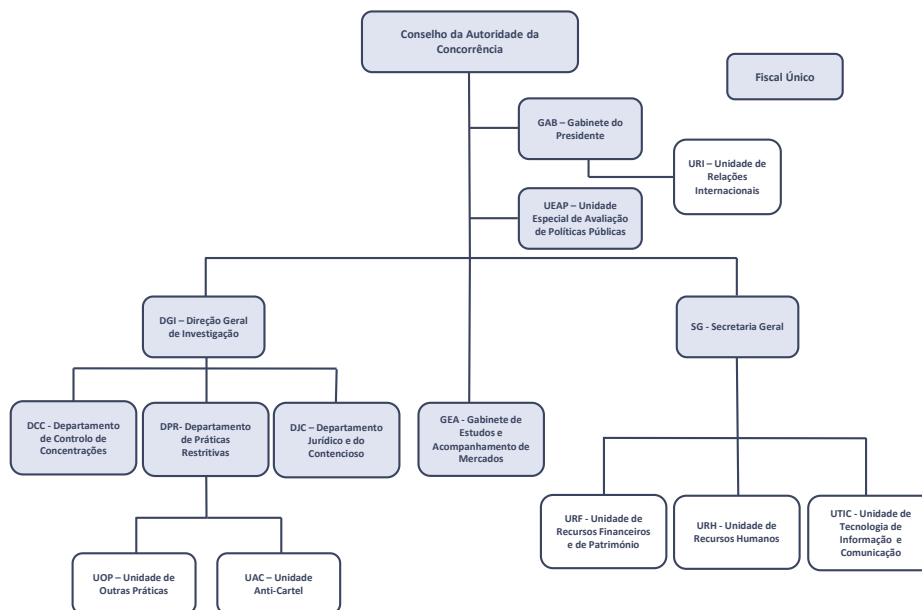 Conselho da Autoridade da
Concorrência
Fiscal Único
GAB – Gabinete do
Presidente
URI – Unidade de
Relações
Internacionais
UEAP – Unidade
Especial de Avaliação
de Políticas Públicas
DGI – Direção Geral
de Investigação
SG - Secretaria Geral
DCC - Departamento
de Controlo de
Concentrações
DPR- Departamento
de Práticas
Restritivas
DJC – Departamento
Jurídico e do
Contencioso
GEA - Gabinete de
Estudos e
Acompanhamento de
Mercados
URF - Unidade de
Recursos Financeiros
e de Património
URH - Unidade de
Recursos Humanos
UTIC - Unidade de
Tecnologia de
Informação e
Comunicação
UOP – Unidade de
Outras Práticas
UAC – Unidade
Anti-Cartel